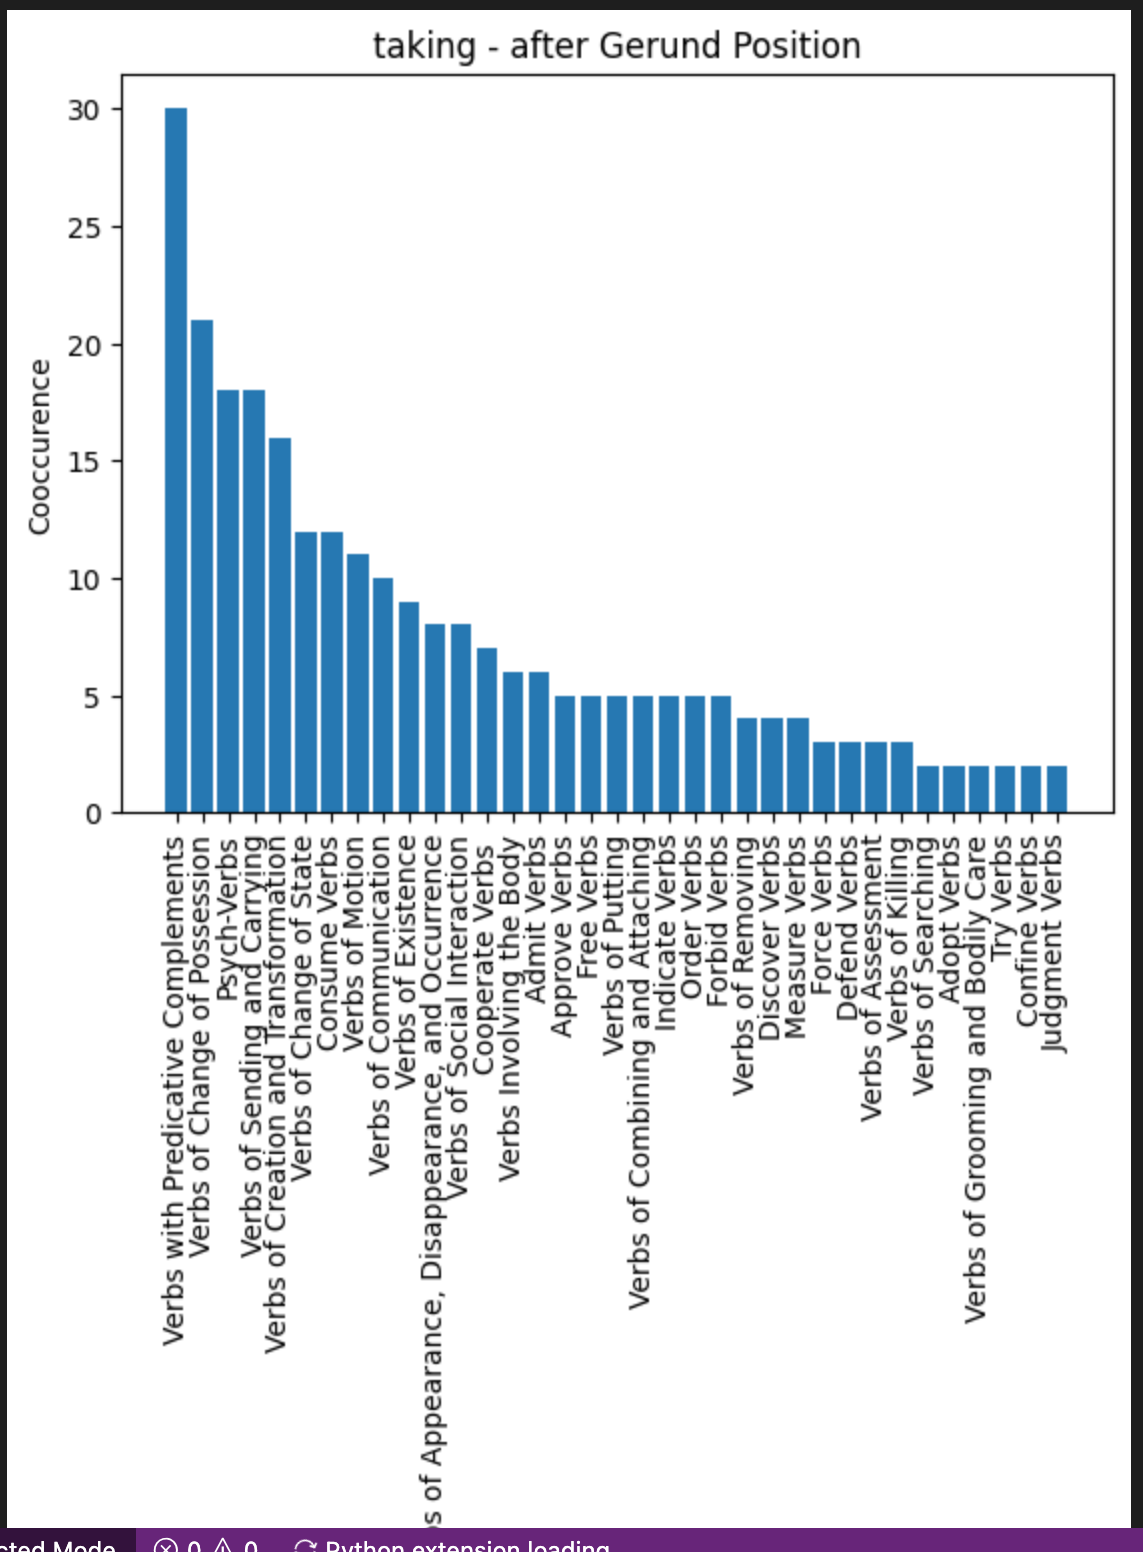 taking - after Gerund Position
Cooccurence
30
25
20
15
10
5
0
Verbs with Predicative Complements
Verbs of Change of Possession
Psych-Verbs
Verbs of Sending and Carrying
Verbs of Creation and Transformation
Verbs of Change of State
Consume Verbs
Verbs of Motion
Verbs of Communication
Verbs of Existence
s of Appearance, Disappearance, and Occurrence
Verbs of Social Interaction
Cooperate Verbs
Verbs Involving the Body
Admit Verbs
Approve Verbs
Free Verbs
Verbs of Putting
Verbs of Combining and Attaching
Indicate Verbs
Order Verbs
Forbid Verbs
Verbs of Removing
Discover Verbs
Measure Verbs
Force Verbs
Defend Verbs
Verbs of Assessment
Verbs of Killing
Verbs of Searching
Adopt Verbs
Verbs of Grooming and Bodily Care
Try Verbs
Confine Verbs
Judgment Verbs
cted Mode 0 0 Python extension loading